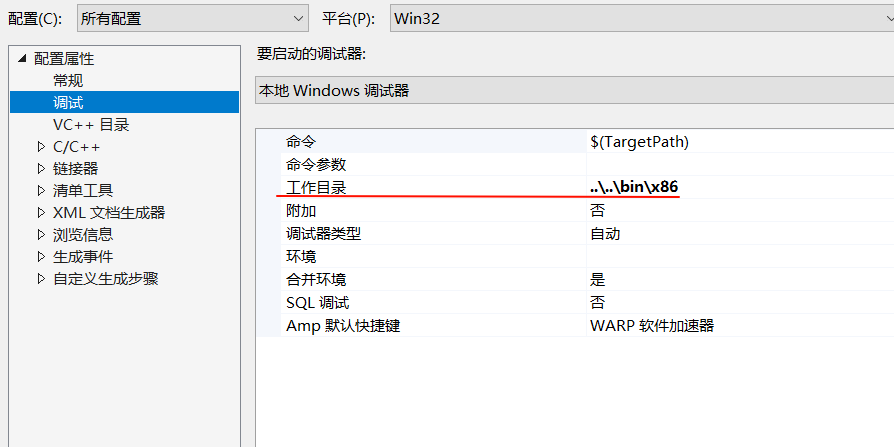 配置(C): 所有配置 平台(P): Win32
配置属性
常规
调试
VC++ 目录
C/C++
链接器
清单工具
XML 文档生成器
浏览信息
生成事件
自定义生成步骤
要启动的调试器:
本地 Windows 调试器
命令 $(TargetPath)
命令参数
工作目录 ..\..\bin\x86
附加 否
调试器类型 自动
环境
合并环境 是
SQL 调试 否
Amp 默认快捷键 WARP 软件加速器